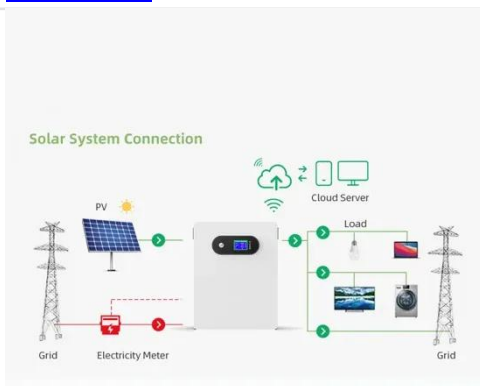 Solar System Connection
Cloud Server
PV
Load
Grid
Electricity Meter
Grid